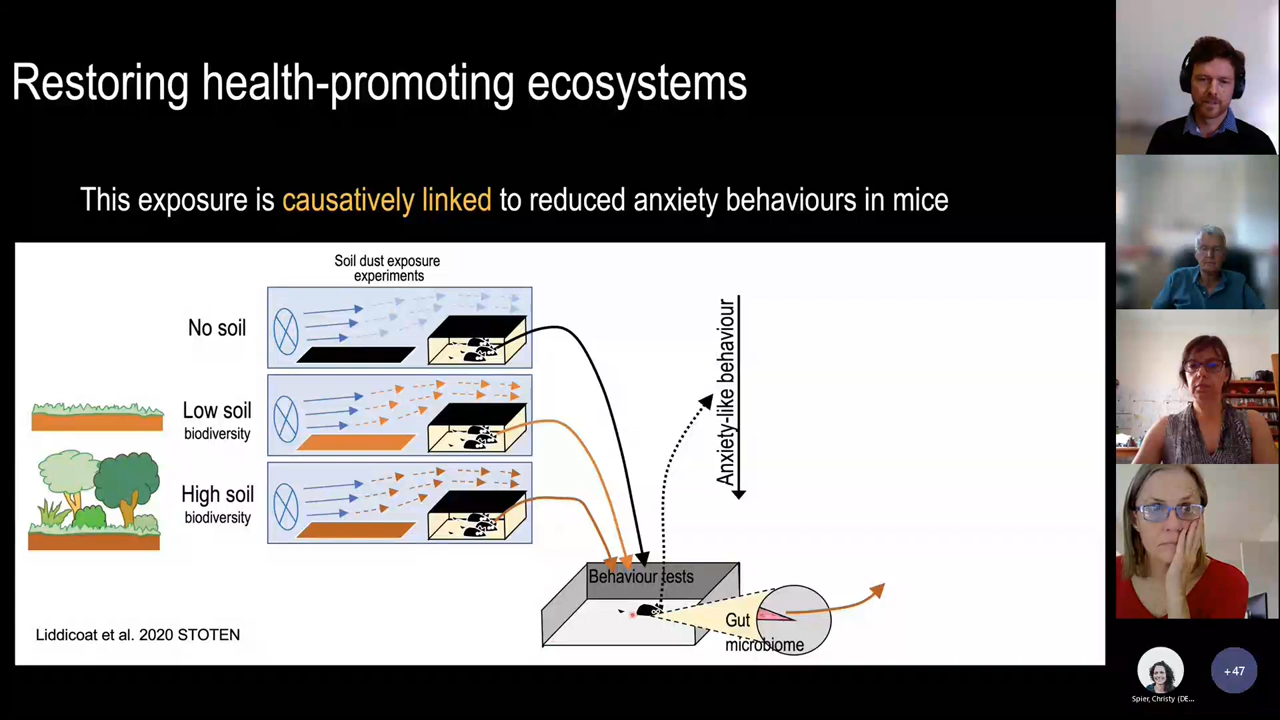 Restoring health-promoting ecosystems
This exposure is causatively linked to reduced anxiety behaviours in mice
Soil dust exposure
experiments
No soil
Low soil
biodiversity
High soil
biodiversity
Anxiety-like behaviour
Behaviour tests
Gut
microbiome
Liddicoat et al. 2020 STOTEN
Spier, Christy (DE...
+47